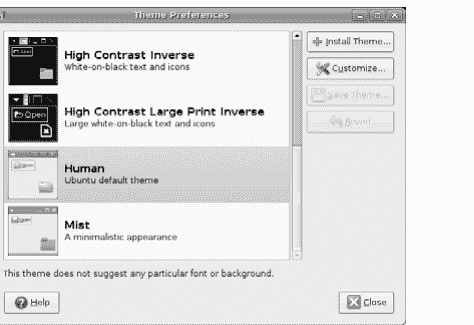 Theme Preferences
High Contrast Inverse
White-on-black text and icons
Install Theme...
Customize...
Open
High Contrast Large Print Inverse
Large white-on-black text and icons
Save Theme...
Revert
Human
Ubuntu default theme
Mist
A minimalistic appearance
This theme does not suggest any particular font or background.
Help
Close